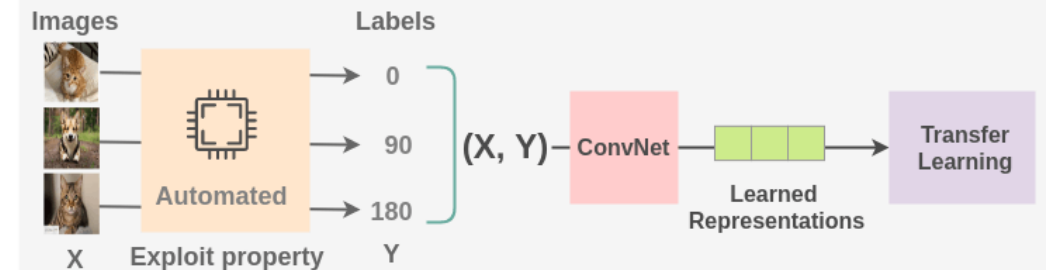 Images
Labels
0
90
180
Automated
X
Exploit property
Y
(X, Y)
ConvNet
Learned
Representations
Transfer
Learning